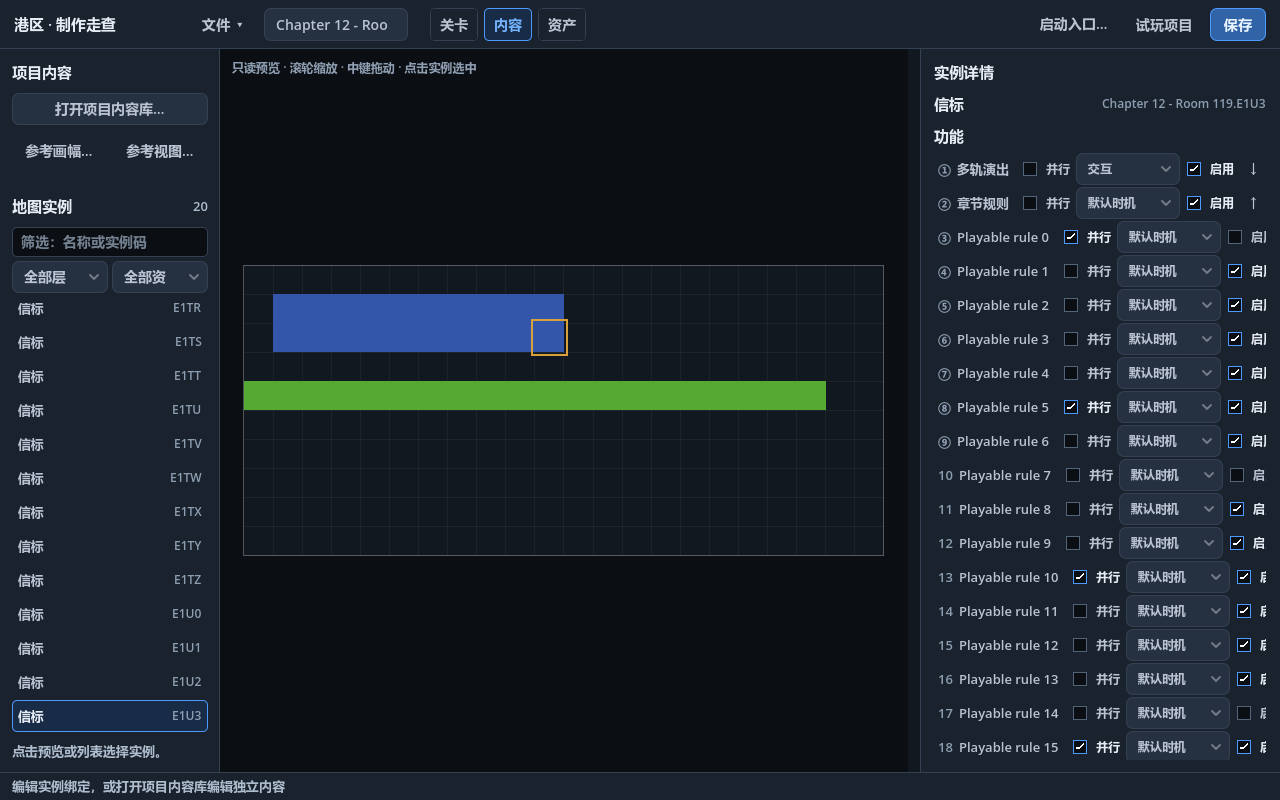 港区 · 制作走查
文件
Chapter 12 - Roo
关卡
内容
资产
启动入口...
试玩项目
保存
项目内容
打开项目内容库...
参考画幅...
参考视图...
地图实例
20
筛选：名称或实例码
全部层
全部资
信标 E1TR
信标 E1TS
信标 E1TT
信标 E1TU
信标 E1TV
信标 E1TW
信标 E1TX
信标 E1TY
信标 E1TZ
信标 E1U0
信标 E1U1
信标 E1U2
信标 E1U3
点击预览或列表选择实例。
只读预览 · 滚轮缩放 · 中键拖动 · 点击实例选中
实例详情
信标 Chapter 12 - Room 119.E1U3
功能
① 多轨演出 并行 交互 启用 ↓
② 章节规则 并行 默认时机 启用 ↑
③ Playable rule 0 并行 默认时机 启
④ Playable rule 1 并行 默认时机 启
⑤ Playable rule 2 并行 默认时机 启
⑥ Playable rule 3 并行 默认时机 启
⑦ Playable rule 4 并行 默认时机 启
⑧ Playable rule 5 并行 默认时机 启
⑨ Playable rule 6 并行 默认时机 启
10 Playable rule 7 并行 默认时机 启
11 Playable rule 8 并行 默认时机 启
12 Playable rule 9 并行 默认时机 启
13 Playable rule 10 并行 默认时机
14 Playable rule 11 并行 默认时机
15 Playable rule 12 并行 默认时机
16 Playable rule 13 并行 默认时机
17 Playable rule 14 并行 默认时机
18 Playable rule 15 并行 默认时机
编辑实例绑定，或打开项目内容库编辑独立内容